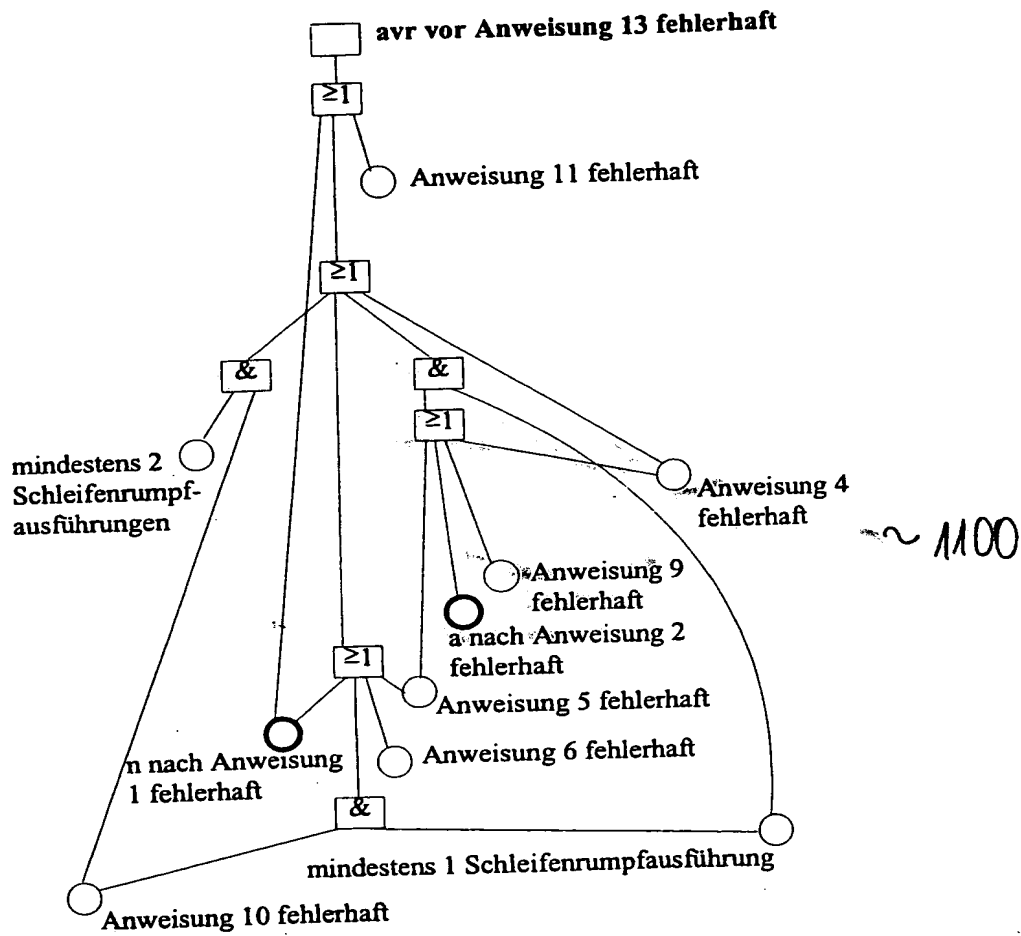 avr vor Anweisung 13 fehlerhaft
≥1
Anweisung 11 fehlerhaft
≥1
&
&
≥1
mindestens 2
Schleifenrumpf-
ausführungen
Anweisung 4
fehlerhaft
~ 1100
Anweisung 9
fehlerhaft
a nach Anweisung 2
fehlerhaft
≥1
Anweisung 5 fehlerhaft
n nach Anweisung
1 fehlerhaft
Anweisung 6 fehlerhaft
&
mindestens 1 Schleifenrumpfausführung
Anweisung 10 fehlerhaft